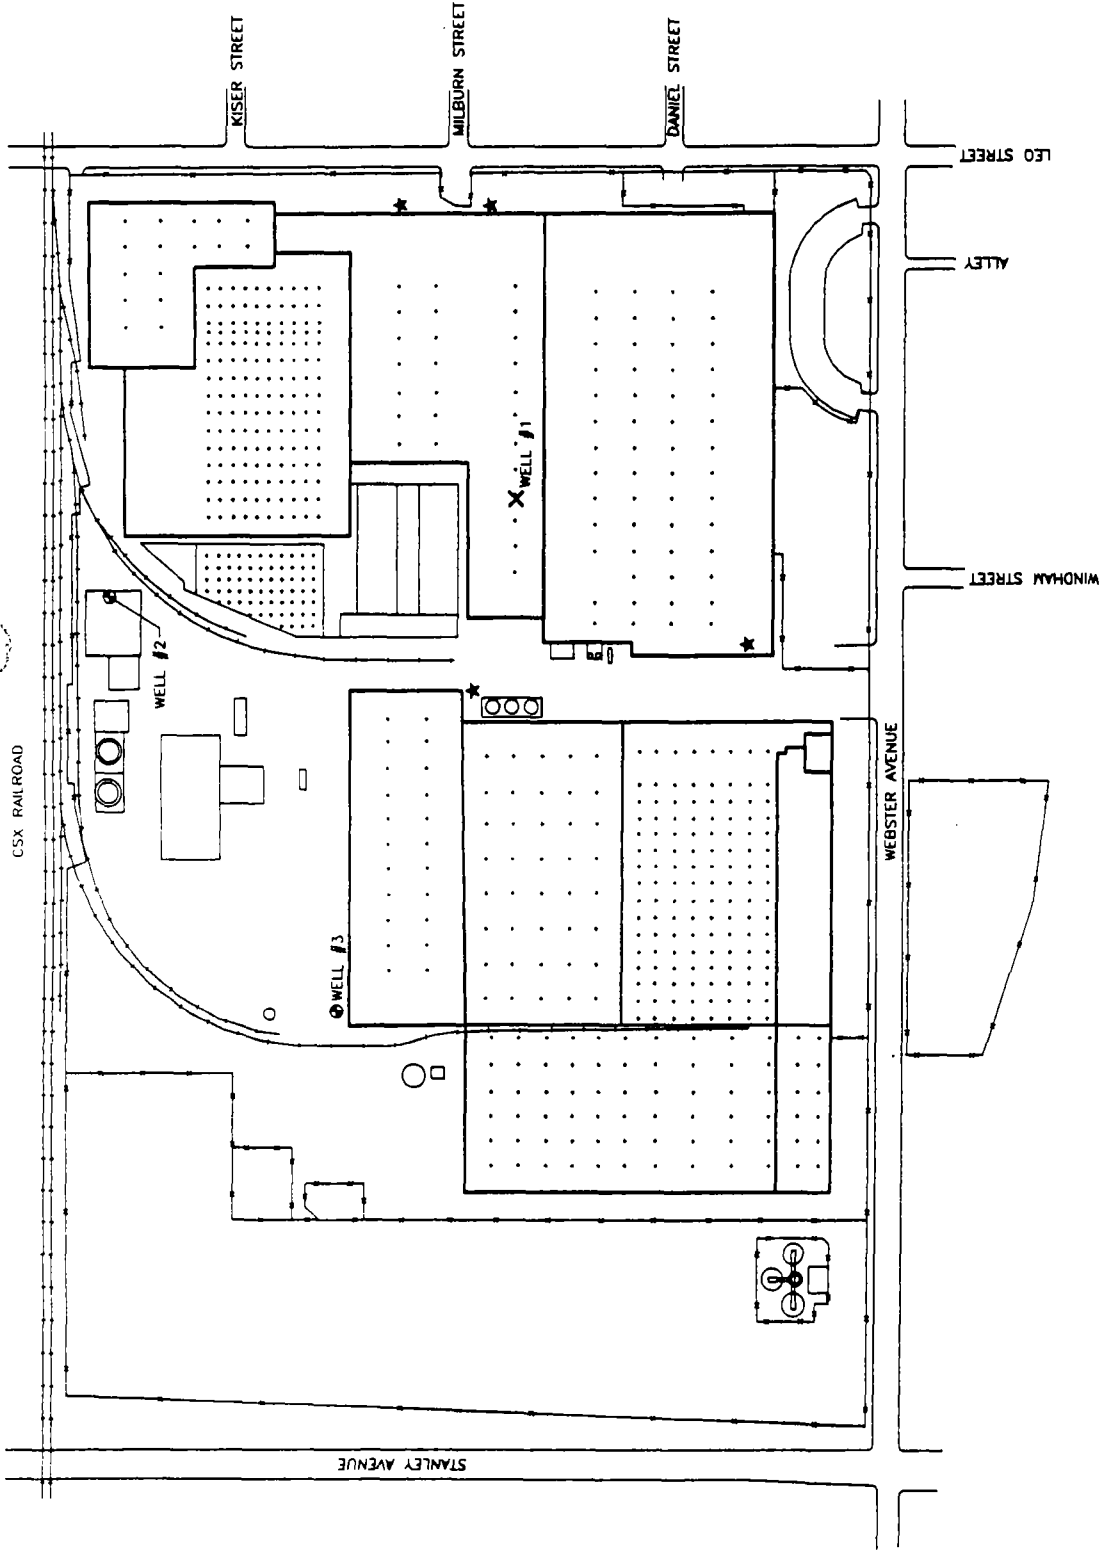 KISER STREET
MILBURN STREET
DANIEL STREET
LEO STREET
ALLEY
WELL #1
WINDHAM STREET
WELL #2
CSX RAILROAD
WEBSTER AVENUE
WELL #3
STANLEY AVENUE